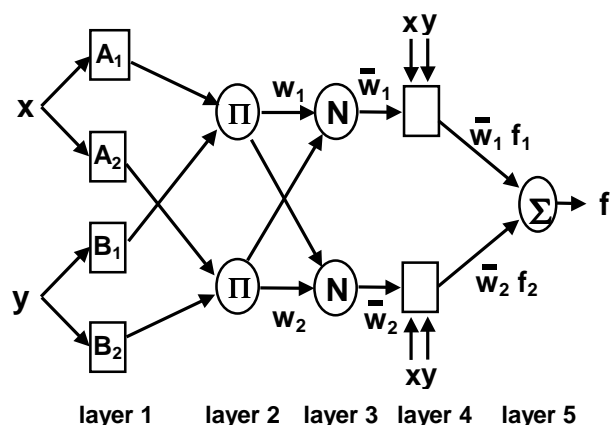 x y
A₁
x
w₁
w̄₁
Π
N
w̄₁ f₁
A₂
B₁
Σ
f
y
Π
N
w̄₂ f₂
w₂
w̄₂
B₂
xy
layer 1 layer 2 layer 3 layer 4 layer 5